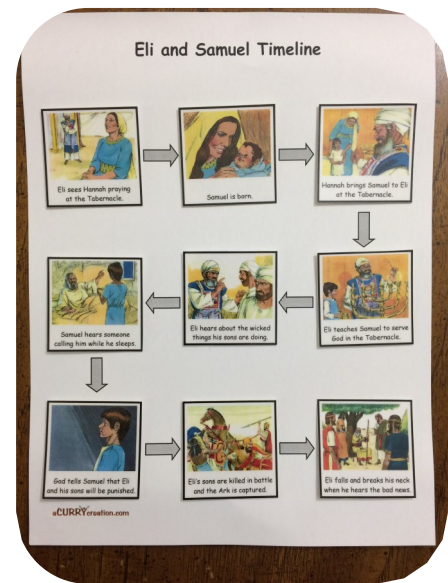 Eli and Samuel Timeline
Eli sees Hannah praying
at the Tabernacle.
Samuel is born.
Hannah brings Samuel to Eli
at the Tabernacle.
Eli teaches Samuel to serve
God in the Tabernacle.
Eli hears about the wicked
things his sons are doing.
Samuel hears someone
calling him while he sleeps.
God tells Samuel that Eli
and his sons will be punished.
Eli's sons are killed in battle
and the Ark is captured.
Eli falls and breaks his neck
when he hears the bad news.
aCURRYcreation.com